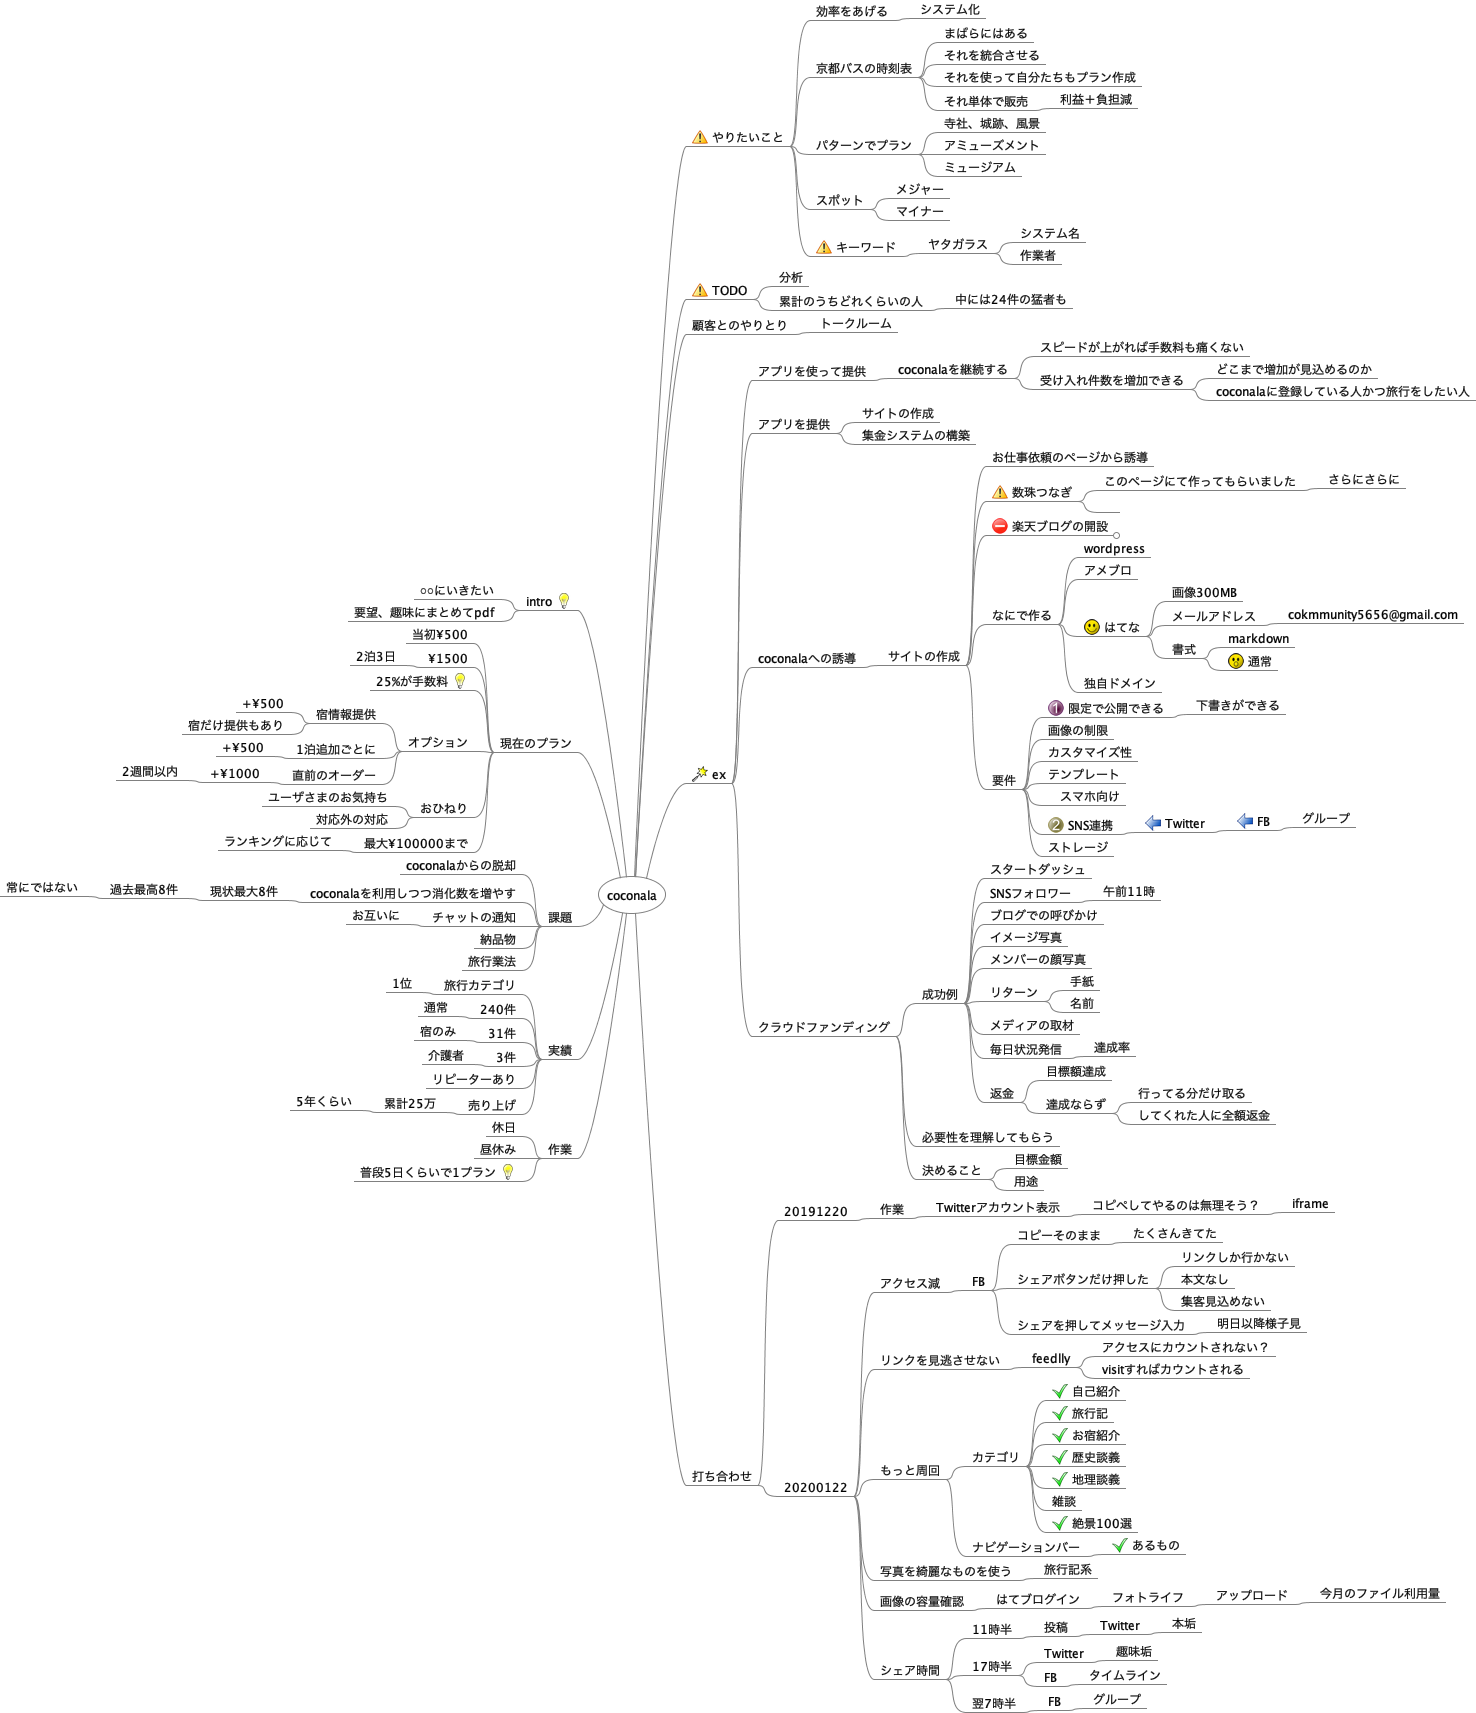 coconala
やりたいこと
効率をあげる
システム化
京都バスの時刻表
まばらにはある
それを統合させる
それを使って自分たちもプラン作成
それ単体で販売
利益＋負担減
パターンでプラン
寺社、城跡、風景
アミューズメント
ミュージアム
スポット
メジャー
マイナー
キーワード
ヤタガラス
システム名
作業者
TODO
分析
累計のうちどれくらいの人
中には24件の猛者も
顧客とのやりとり
トークルーム
ex
アプリを使って提供
coconalaを継続する
スピードが上がれば手数料も痛くない
受け入れ件数を増加できる
どこまで増加が見込めるのか
coconalaに登録している人かつ旅行をしたい人
アプリを提供
サイトの作成
集金システムの構築
coconalaへの誘導
サイトの作成
お仕事依頼のページから誘導
数珠つなぎ
このページにて作ってもらいました
さらにさらに
楽天ブログの開設
なにで作る
wordpress
アメブロ
はてな
画像300MB
メールアドレス
cokmmunity5656@gmail.com
書式
markdown
通常
独自ドメイン
要件
1 限定で公開できる
下書きができる
画像の制限
カスタマイズ性
テンプレート
スマホ向け
2 SNS連携
Twitter
FB
グループ
ストレージ
クラウドファンディング
成功例
スタートダッシュ
SNSフォロワー
午前11時
ブログでの呼びかけ
イメージ写真
メンバーの顔写真
リターン
手紙
名前
メディアの取材
毎日状況発信
達成率
返金
目標額達成
達成ならず
行ってる分だけ取る
してくれた人に全額返金
必要性を理解してもらう
決めること
目標金額
用途
打ち合わせ
20191220
作業
Twitterアカウント表示
コピペしてやるのは無理そう？
iframe
20200122
アクセス減
FB
コピーそのまま
たくさんきてた
シェアボタンだけ押した
リンクしか行かない
本文なし
集客見込めない
シェアを押してメッセージ入力
明日以降様子見
リンクを見逃させない
feedlly
アクセスにカウントされない？
visitすればカウントされる
もっと周回
カテゴリ
自己紹介
旅行記
お宿紹介
歴史談義
地理談義
雑談
絶景100選
ナビゲーションバー
あるもの
写真を綺麗なものを使う
旅行記系
画像の容量確認
はてブログイン
フォトライフ
アップロード
今月のファイル利用量
シェア時間
11時半
投稿
Twitter
本垢
17時半
Twitter
趣味垢
FB
タイムライン
翌7時半
FB
グループ
intro
○○にいきたい
要望、趣味にまとめてpdf
現在のプラン
当初¥500
¥1500
2泊3日
25%が手数料
オプション
宿情報提供
+¥500
宿だけ提供もあり
1泊追加ごとに
+¥500
直前のオーダー
+¥1000
2週間以内
おひねり
ユーザさまのお気持ち
対応外の対応
最大¥100000まで
ランキングに応じて
課題
coconalaからの脱却
coconalaを利用しつつ消化数を増やす
現状最大8件
過去最高8件
常にではない
チャットの通知
お互いに
納品物
旅行業法
実績
旅行カテゴリ
1位
240件
通常
31件
宿のみ
3件
介護者
リピーターあり
売り上げ
累計25万
5年くらい
作業
休日
昼休み
普段5日くらいで1プラン